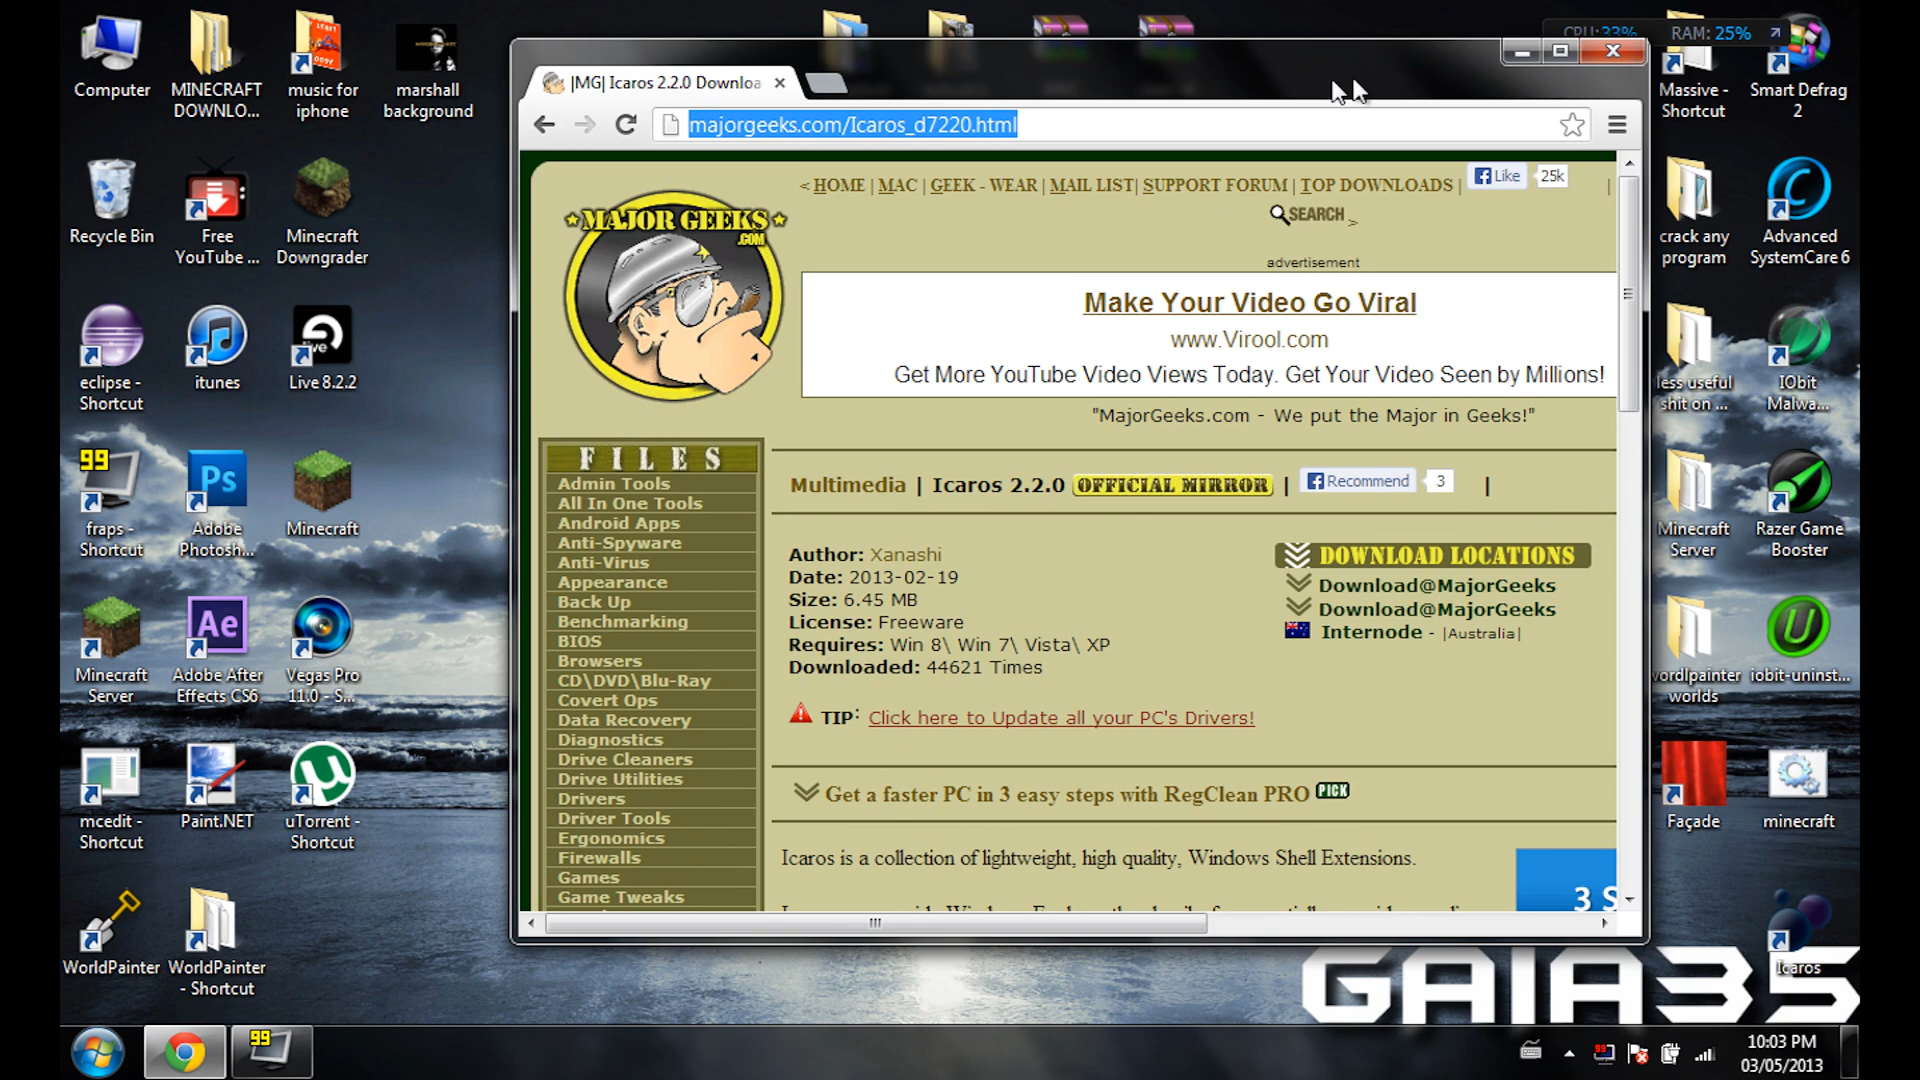 Computer
MINECRAFT
DOWNLO...
music for
iphone
marshall
background
Recycle Bin
Free
YouTube ...
Minecraft
Downgrader
eclipse -
Shortcut
itunes
Live 8.2.2
99
fraps -
Shortcut
Ps
Adobe
Photosh...
Minecraft
Minecraft
Server
Ae
Adobe After
Effects CS6
Vegas Pro
11.0 - S...
mcedit -
Shortcut
Paint.NET
uTorrent -
Shortcut
WorldPainter
WorldPainter
- Shortcut
CPU: 33%
RAM: 25%
|MG| Icaros 2.2.0 Downloa
majorgeeks.com/Icaros_d7220.html
< HOME | MAC | GEEK - WEAR | MAIL LIST| SUPPORT FORUM | TOP DOWNLOADS |
Like 25k
SEARCH >
MAJOR GEEKS
.COM
advertisement
Make Your Video Go Viral
www.Virool.com
Get More YouTube Video Views Today. Get Your Video Seen by Millions!
"MajorGeeks.com - We put the Major in Geeks!"
FILES
Admin Tools
All In One Tools
Android Apps
Anti-Spyware
Anti-Virus
Appearance
Back Up
Benchmarking
BIOS
Browsers
CD\DVD\Blu-Ray
Covert Ops
Data Recovery
Diagnostics
Drive Cleaners
Drive Utilities
Drivers
Driver Tools
Ergonomics
Firewalls
Games
Game Tweaks
Multimedia | Icaros 2.2.0 OFFICIAL MIRROR | Recommend 3 |
Author: Xanashi
Date: 2013-02-19
Size: 6.45 MB
License: Freeware
Requires: Win 8\ Win 7\ Vista\ XP
Downloaded: 44621 Times
DOWNLOAD LOCATIONS
Download@MajorGeeks
Download@MajorGeeks
Internode - |Australia|
TIP: Click here to Update all your PC's Drivers!
Get a faster PC in 3 easy steps with RegClean PRO PICK
Icaros is a collection of lightweight, high quality, Windows Shell Extensions.
3 S
Massive -
Shortcut
Smart Defrag
2
crack any
program
Advanced
SystemCare 6
less useful
shit on ...
IObit
Malwa...
Minecraft
Server
Razer Game
Booster
wordlpainter
worlds
iobit-uninst...
Façade
minecraft
Icaros
GAIA35
99
10:03 PM
03/05/2013